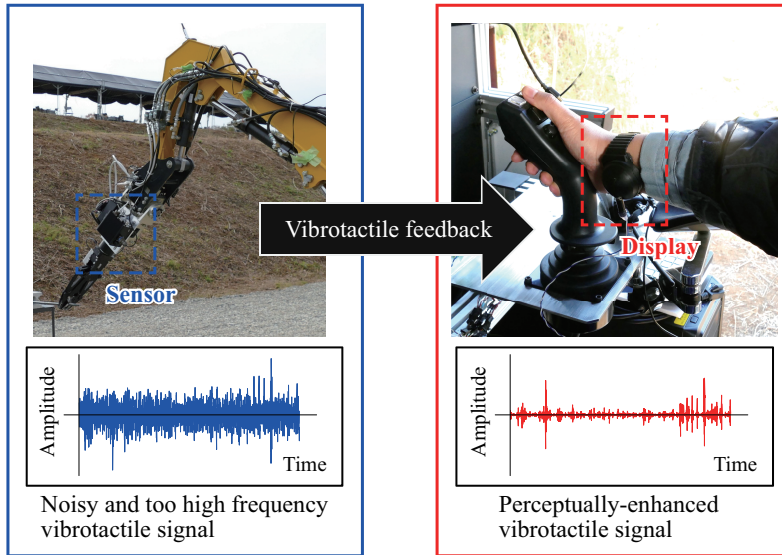 Sensor
Vibrotactile feedback
Display
Amplitude
Time
Noisy and too high frequency
vibrotactile signal
Amplitude
Time
Perceptually-enhanced
vibrotactile signal